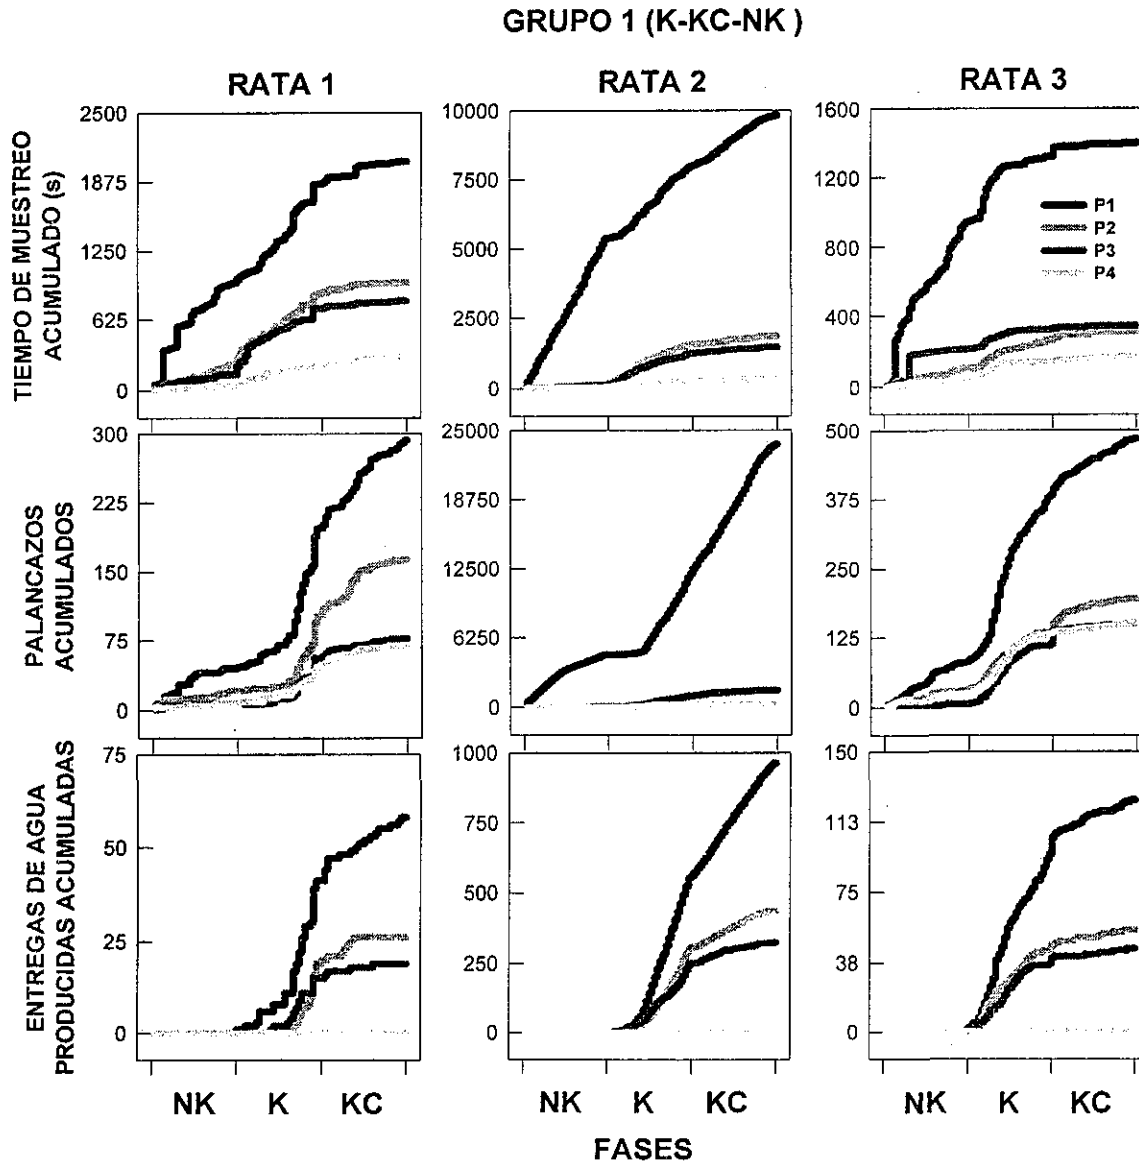 GRUPO 1 (K-KC-NK )
RATA 1
RATA 2
RATA 3
TIEMPO DE MUESTREO
ACUMULADO (s)
2500
1875
1250
625
0
10000
7500
5000
2500
0
1600
1200
800
400
0
P1
P2
P3
P4
PALANCAZOS
ACUMULADOS
300
225
150
75
0
25000
18750
12500
6250
0
500
375
250
125
0
ENTREGAS DE AGUA
PRODUCIDAS ACUMULADAS
75
50
25
0
1000
750
500
250
0
150
113
75
38
0
NK K KC
NK K KC
NK K KC
FASES